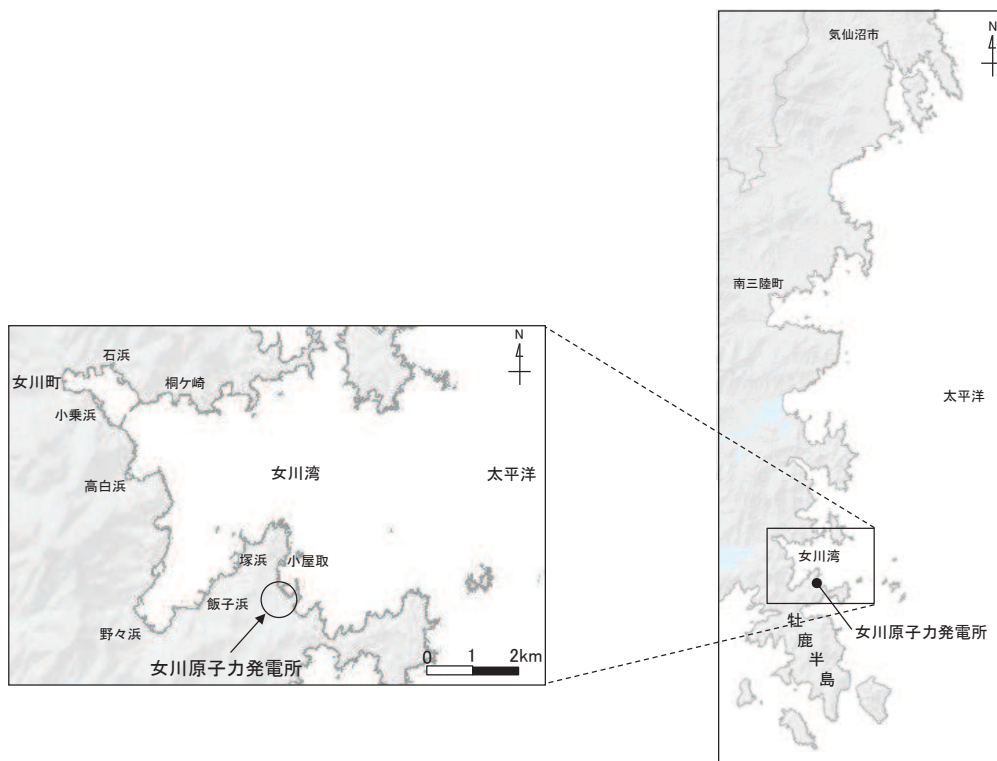 気仙沼市
N
南三陸町
太平洋
女川湾
女川原子力発電所
牡
鹿
半
島
N
石浜
女川町
桐ケ崎
小乗浜
女川湾
太平洋
高白浜
塚浜
小屋取
飯子浜
野々浜
女川原子力発電所
0 1 2km